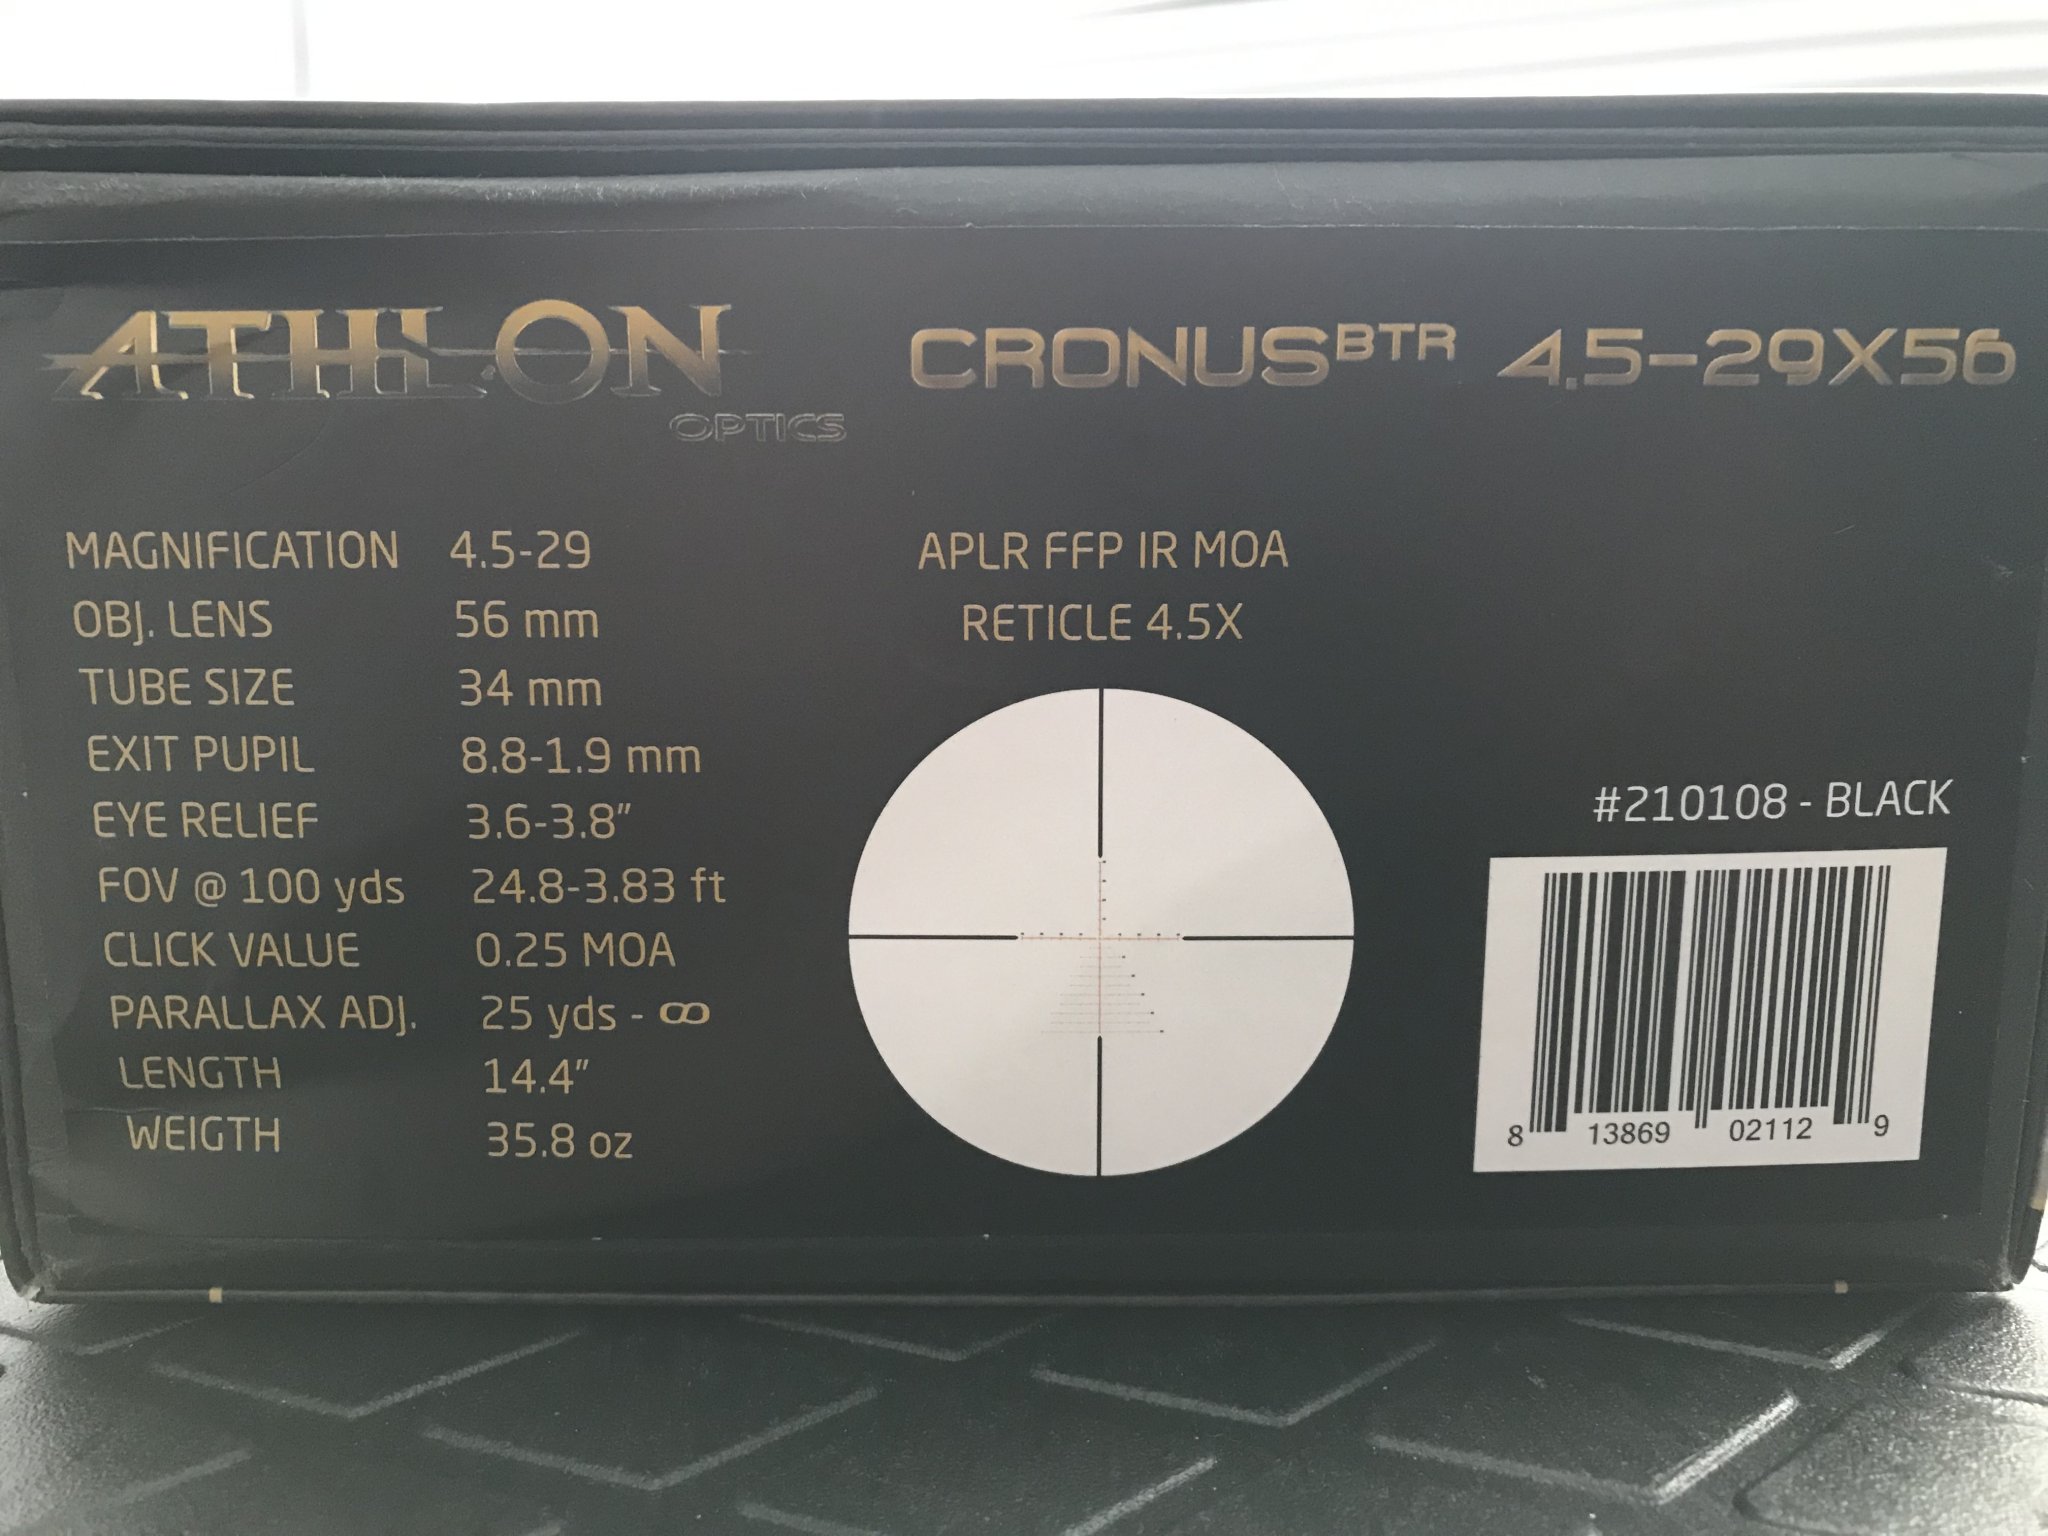 ATHLON
OPTICS
CRONUS BTR 4.5-29X56
MAGNIFICATION 4.5-29
OBJ. LENS 56 mm
TUBE SIZE 34 mm
EXIT PUPIL 8.8-1.9 mm
EYE RELIEF 3.6-3.8"
FOV @ 100 yds 24.8-3.83 ft
CLICK VALUE 0.25 MOA
PARALLAX ADJ. 25 yds - ∞
LENGTH 14.4"
WEIGTH 35.8 oz
APLR FFP IR MOA
RETICLE 4.5X
#210108 - BLACK
8 13869 02112 9